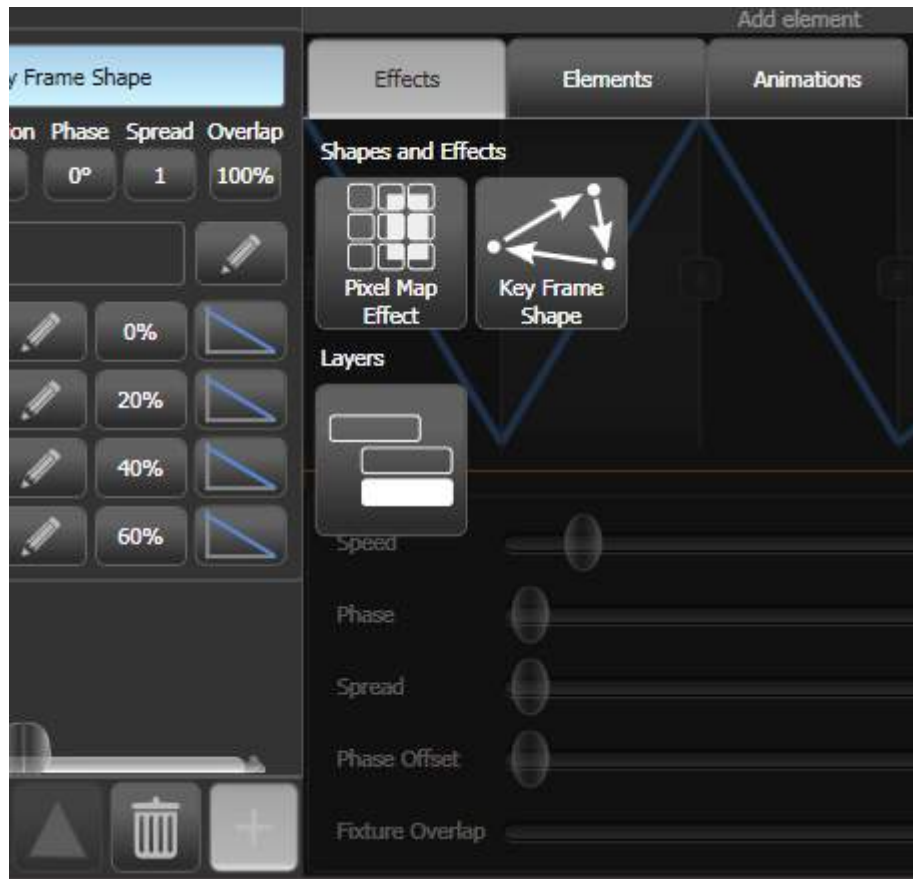 Add element
y Frame Shape
Effects
Elements
Animations
on Phase Spread Overlap
0° 1 100%
Shapes and Effects
Pixel Map
Effect
Key Frame
Shape
0%
Layers
20%
40%
60%
Speed
Phase
Spread
Phase Offset
Fixture Overlap